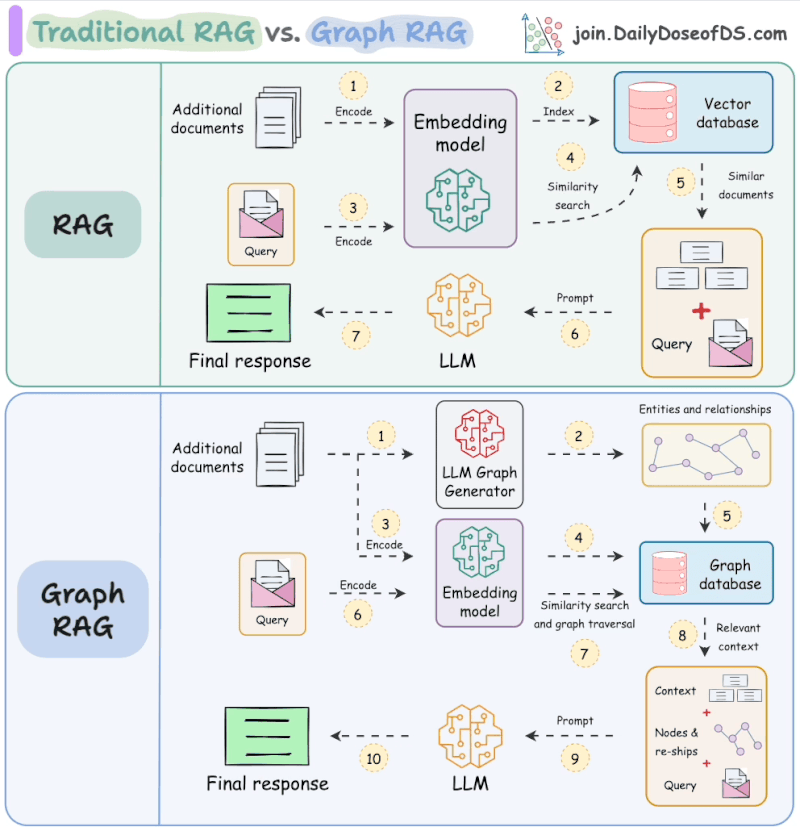 Traditional RAG vs. Graph RAG
join.DailyDoseofDS.com
Additional
documents
1
Encode
Embedding
model
2
Index
Vector
database
4
Similarity
search
5
Similar
documents
RAG
Query
3
Encode
Final response
7
LLM
Prompt
6
+
Query
Additional
documents
1
LLM Graph
Generator
2
Entities and relationships
3
Encode
5
Graph
RAG
Query
Encode
6
Embedding
model
4
Similarity search
and graph traversal
7
Graph
database
8
Relevant
context
Final response
10
LLM
Prompt
9
Context
+
Nodes &
re-ships
+
Query